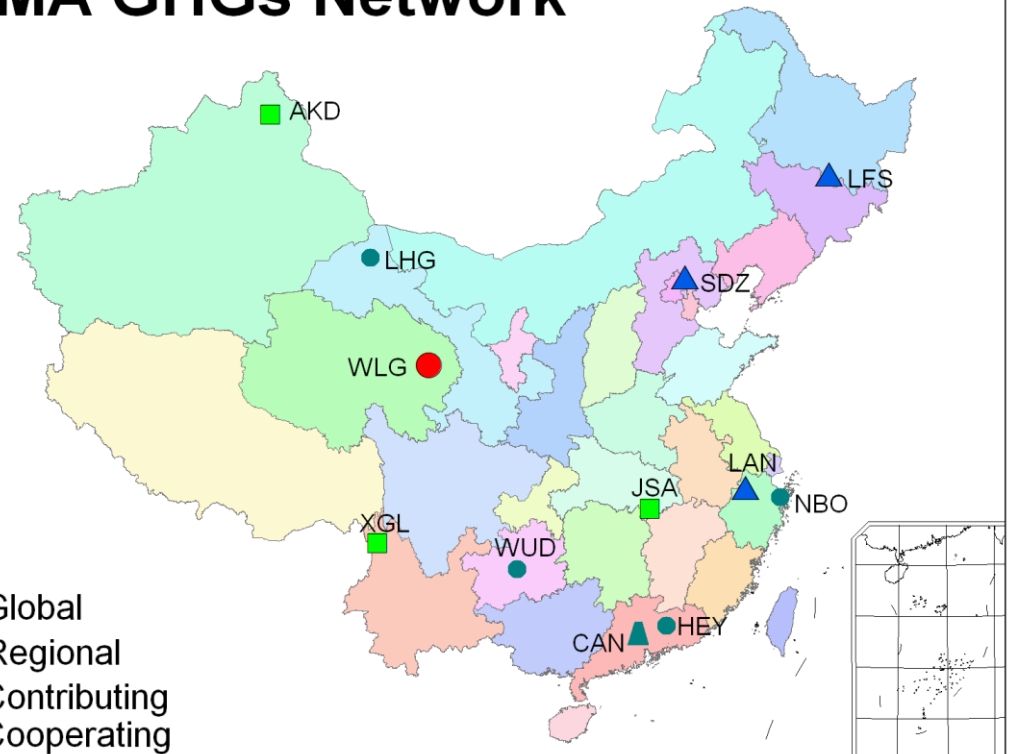 MA GHGs Network
AKD
LFS
LHG
SDZ
WLG
LAN
JSA
NBO
XGL
WUD
HEY
CAN
Global
Regional
Contributing
Cooperating